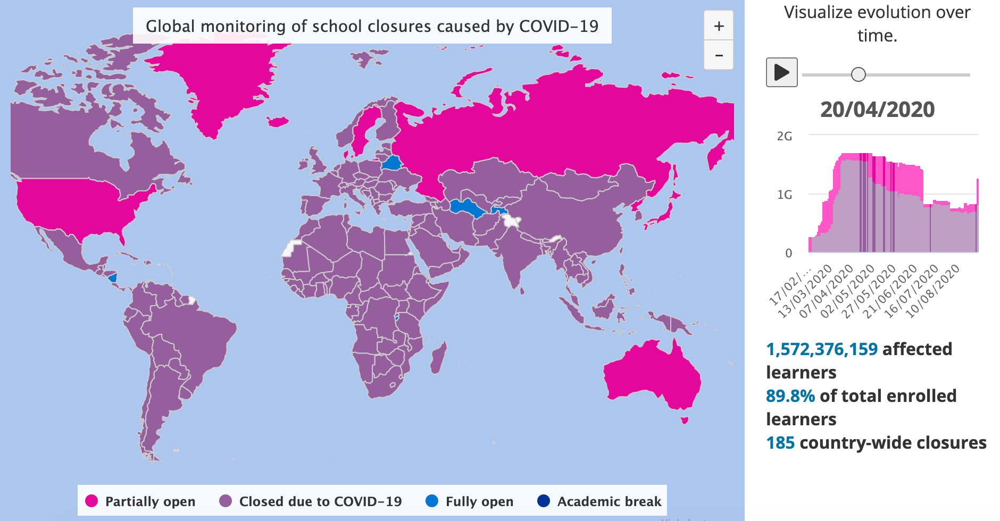 Global monitoring of school closures caused by COVID-19
+
-
Visualize evolution over
time.
20/04/2020
2G
1G
0
17/02/...
13/03/2020
07/04/2020
02/05/2020
27/05/2020
21/06/2020
16/07/2020
10/08/2020
1,572,376,159 affected
learners
89.8% of total enrolled
learners
185 country-wide closures
Partially open
Closed due to COVID-19
Fully open
Academic break